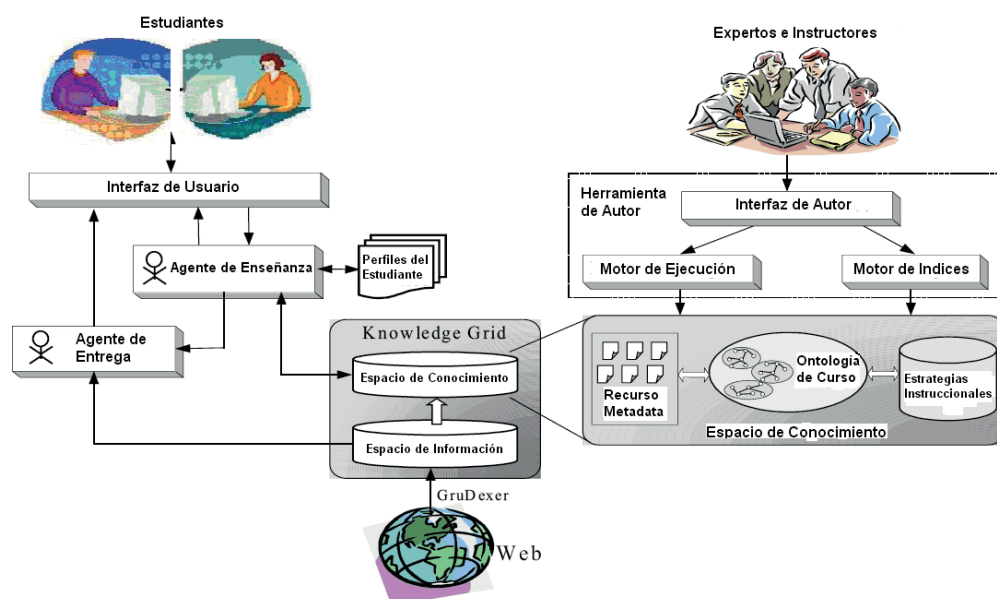 Estudiantes
Expertos e Instructores
Interfaz de Usuario
Herramienta
de Autor
Interfaz de Autor
Agente de Enseñanza
Perfiles del
Estudiante
Motor de Ejecución
Motor de Indices
Agente de
Entrega
Knowledge Grid
Espacio de Conocimiento
Espacio de Información
Recurso
Metadata
Ontología
de Curso
Estrategias
Instruccionales
Espacio de Conocimiento
GruDexer
Web